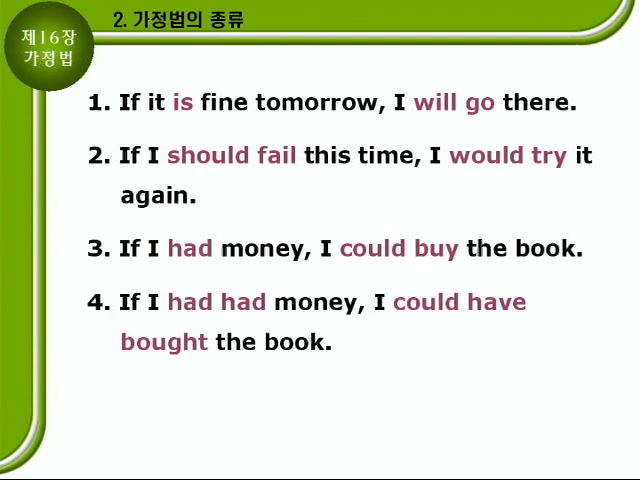 제16장
가정법
2. 가정법의 종류
1. If it is fine tomorrow, I will go there.
2. If I should fail this time, I would try it
again.
3. If I had money, I could buy the book.
4. If I had had money, I could have
bought the book.